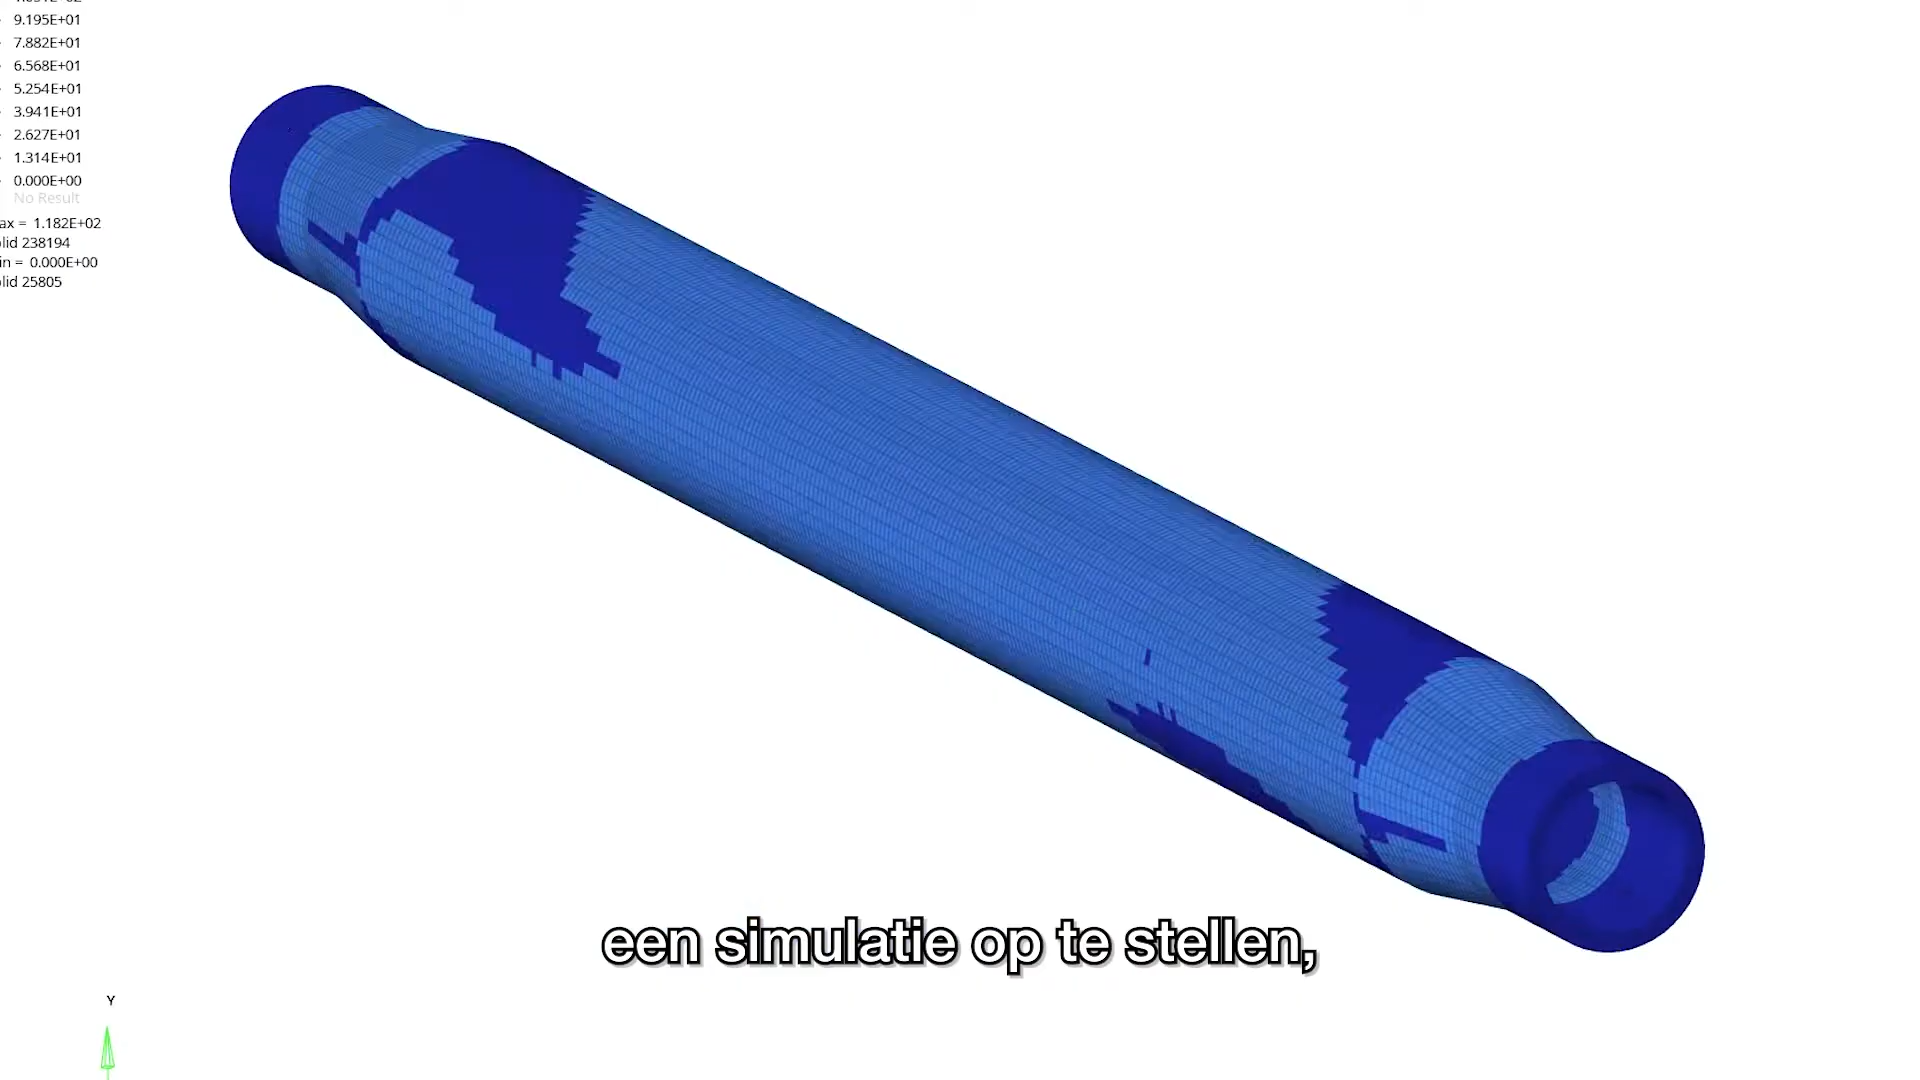 9.195E+01
7.882E+01
6.568E+01
5.254E+01
3.941E+01
2.627E+01
1.314E+01
0.000E+00
No Result
ax = 1.182E+02
lid 238194
in = 0.000E+00
lid 25805
een simulatie op te stellen,
Y